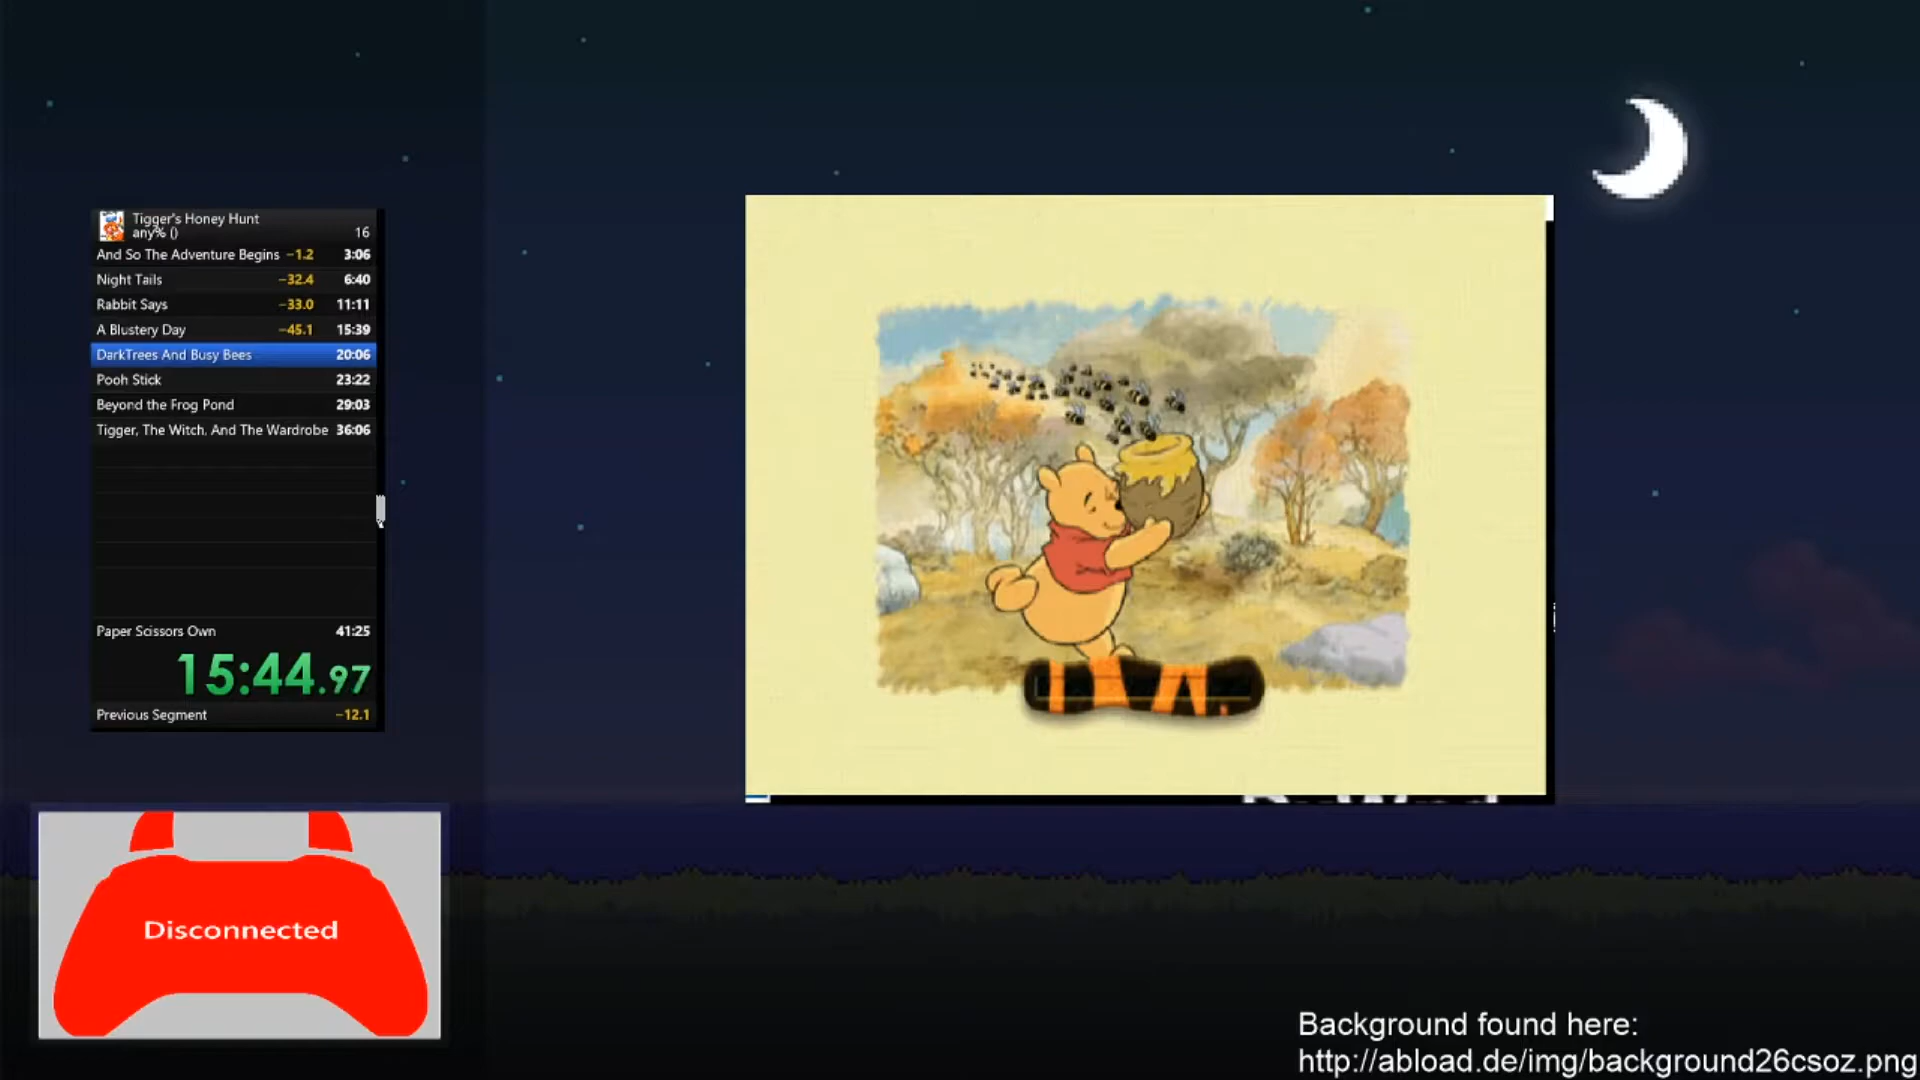 Tigger's Honey Hunt
any% () 16
And So The Adventure Begins −1.2 3:06
Night Tails −32.4 6:40
Rabbit Says −33.0 11:11
A Blustery Day −45.1 15:39
DarkTrees And Busy Bees 20:06
Pooh Stick 23:22
Beyond the Frog Pond 29:03
Tigger, The Witch, And The Wardrobe 36:06
Paper Scissors Own 41:25
15:44.97
Previous Segment −12.1
Disconnected
Background found here:
http://abload.de/img/background26csoz.png